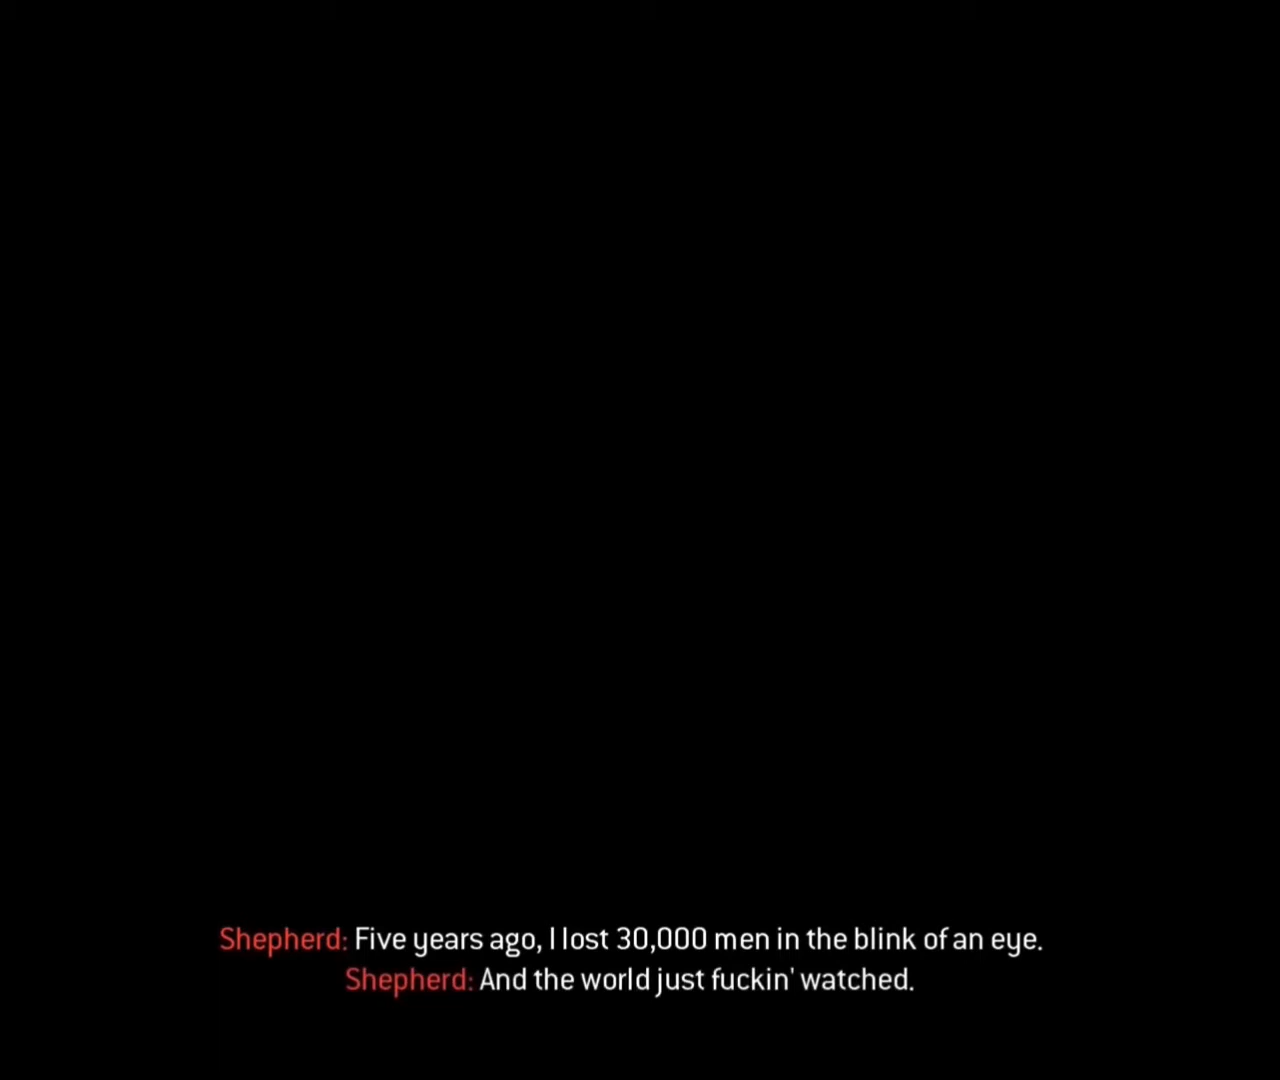 Shepherd: Five years ago, I lost 30,000 men in the blink of an eye.
Shepherd: And the world just fuckin' watched.